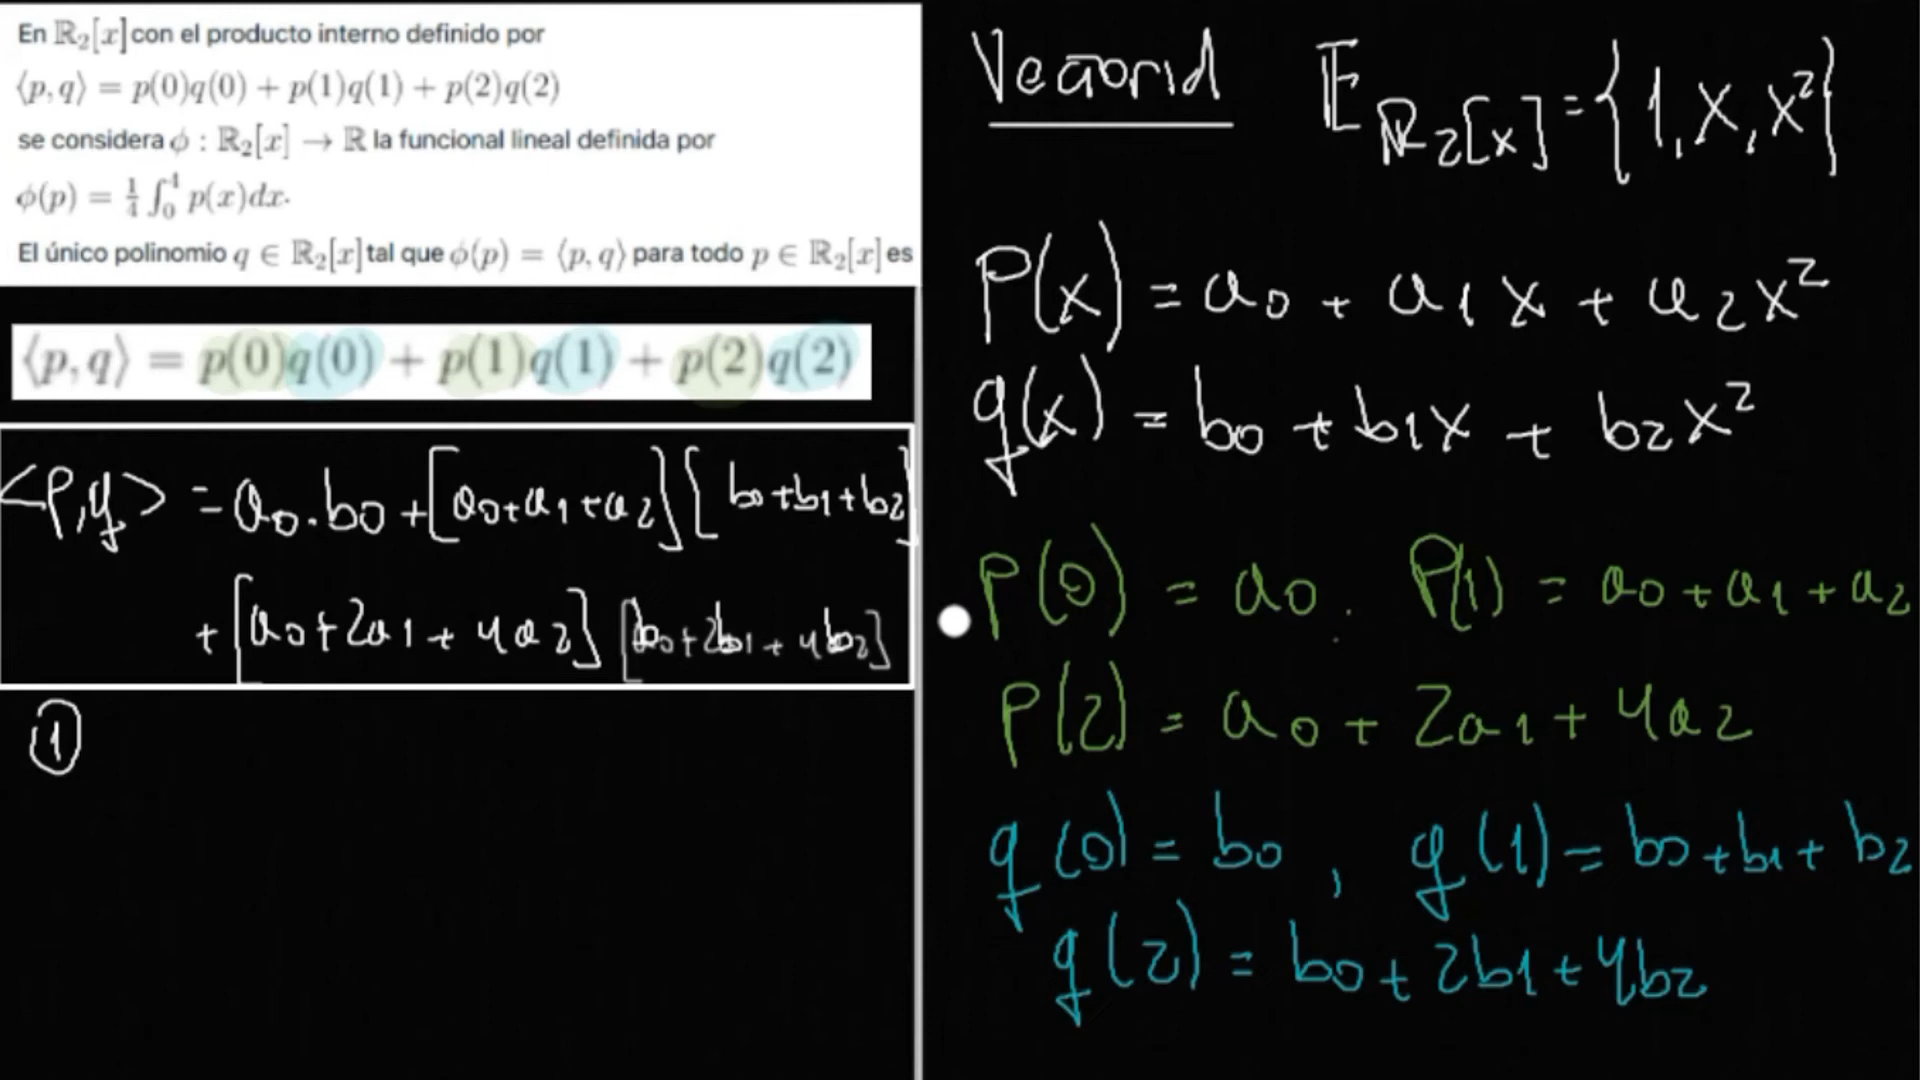 En ℝ₂[x] con el producto interno definido por
⟨p, q⟩ = p(0)q(0) + p(1)q(1) + p(2)q(2)
se considera ϕ : ℝ₂[x] → ℝ la funcional lineal definida por
ϕ(p) = 1/4 ∫₀⁴ p(x)dx.
El único polinomio q ∈ ℝ₂[x] tal que ϕ(p) = ⟨p, q⟩ para todo p ∈ ℝ₂[x] es
⟨p, q⟩ = p(0)q(0) + p(1)q(1) + p(2)q(2)
<P,q> = a0.b0 + [a0+a1+a2][b0+b1+b2]
+ [a0+2a1+4a2] [b0+2b1+4b2]
①
E ℝ₂[x] = {1, x, x²}
P(x) = a0 + a1x + a2x²
q(x) = b0 + b1x + b2x²
P(0) = a0. P(1) = a0+a1+a2
P(2) = a0 + 2a1 + 4a2
q(0) = b0 , q(1) = b0+b1+b2
q(2) = b0 + 2b1 + 4b2